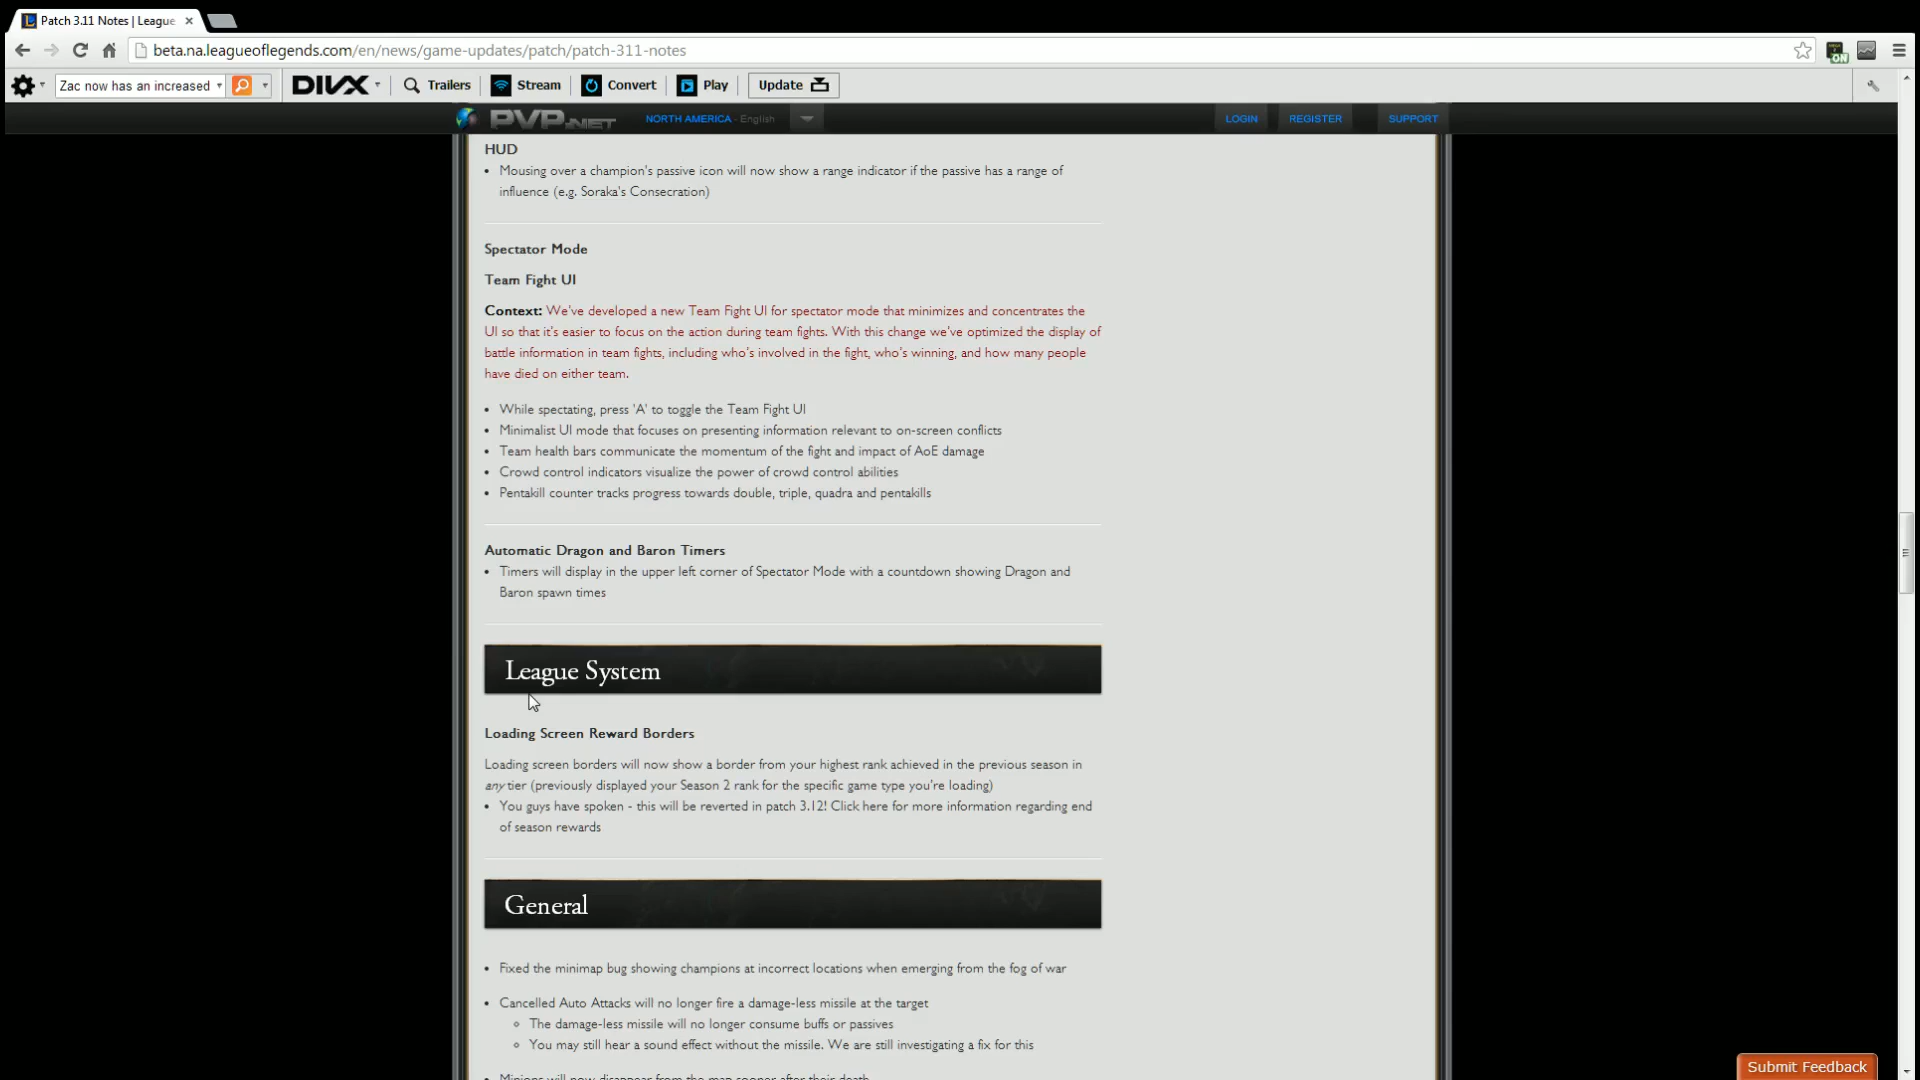 Patch 3.11 Notes | League
beta.na.leagueoflegends.com/en/news/game-updates/patch/patch-311-notes
ON
Zac now has an increased DIVX Trailers Stream Convert Play Update
PVP.NET NORTH AMERICA - English LOGIN REGISTER SUPPORT
HUD
• Mousing over a champion's passive icon will now show a range indicator if the passive has a range of
influence (e.g. Soraka's Consecration)
Spectator Mode
Team Fight UI
Context: We've developed a new Team Fight UI for spectator mode that minimizes and concentrates the
UI so that it's easier to focus on the action during team fights. With this change we've optimized the display of
battle information in team fights, including who's involved in the fight, who's winning, and how many people
have died on either team.
• While spectating, press 'A' to toggle the Team Fight UI
• Minimalist UI mode that focuses on presenting information relevant to on-screen conflicts
• Team health bars communicate the momentum of the fight and impact of AoE damage
• Crowd control indicators visualize the power of crowd control abilities
• Pentakill counter tracks progress towards double, triple, quadra and pentakills
Automatic Dragon and Baron Timers
• Timers will display in the upper left corner of Spectator Mode with a countdown showing Dragon and
Baron spawn times
League System
Loading Screen Reward Borders
Loading screen borders will now show a border from your highest rank achieved in the previous season in
any tier (previously displayed your Season 2 rank for the specific game type you're loading)
• You guys have spoken - this will be reverted in patch 3.12! Click here for more information regarding end
of season rewards
General
• Fixed the minimap bug showing champions at incorrect locations when emerging from the fog of war
• Cancelled Auto Attacks will no longer fire a damage-less missile at the target
◦ The damage-less missile will no longer consume buffs or passives
◦ You may still hear a sound effect without the missile. We are still investigating a fix for this
• Minions will now disappear from the map sooner after their death
Submit Feedback